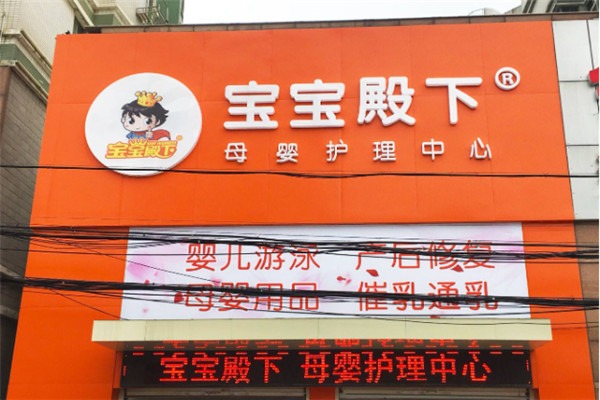 宝宝殿下®
宝宝殿下®
母婴护理中心
婴儿游泳 产后修复
母婴用品 催乳通乳
宝宝殿下 母婴护理中心